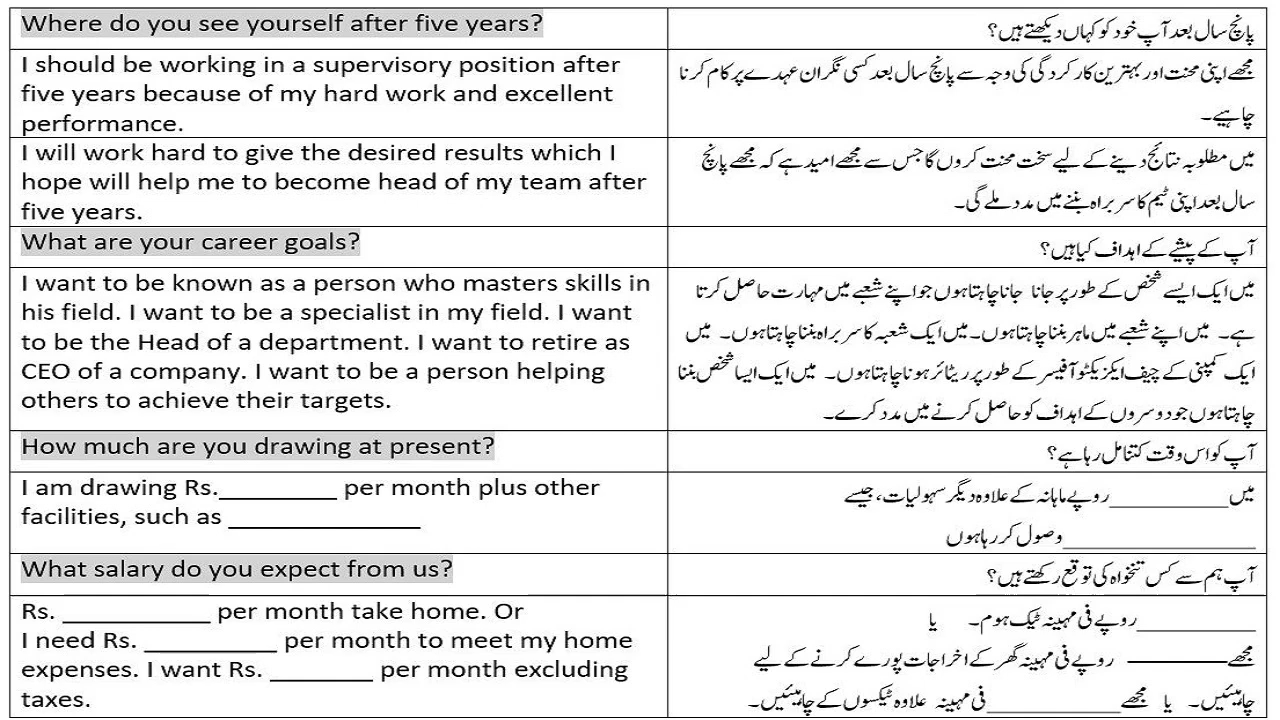 Where do you see yourself after five years?
پانچ سال بعد آپ خود کو کہاں دیکھتے ہیں؟
I should be working in a supervisory position after
five years because of my hard work and excellent
performance.
مجھے اپنی محنت اور بہترین کارکردگی کی وجہ سے پانچ سال بعد کسی نگران عہدے پر کام کرنا
چاہیے۔
I will work hard to give the desired results which I
hope will help me to become head of my team after
five years.
میں مطلوبہ نتائج دینے کے لیے سخت محنت کروں گا جس سے مجھے امید ہے کہ مجھے پانچ
سال بعد اپنی ٹیم کا سربراہ بننے میں مدد ملے گی۔
What are your career goals?
آپ کے پیشے کے اہداف کیا ہیں؟
I want to be known as a person who masters skills in
his field. I want to be a specialist in my field. I want
to be the Head of a department. I want to retire as
CEO of a company. I want to be a person helping
others to achieve their targets.
میں ایک ایسے شخص کے طور پر جانا جانا چاہتا ہوں جو اپنے شعبے میں مہارت حاصل کرتا
ہے۔ میں اپنے شعبے میں ماہر بننا چاہتا ہوں۔ میں ایک شعبہ کا سربراہ بننا چاہتا ہوں۔ میں
ایک کمپنی کے چیف ایگزیکٹو آفیسر کے طور پر ریٹائر ہونا چاہتا ہوں۔ میں ایک ایسا شخص بننا
چاہتا ہوں جو دوسروں کے اہداف کو حاصل کرنے میں مدد کرے۔
How much are you drawing at present?
آپ کو اس وقت کتنا مل رہا ہے؟
I am drawing Rs._________ per month plus other
facilities, such as _______________
میں __________ روپے ماہانہ کے علاوہ دیگر سہولیات، جیسے
________________ وصول کر رہا ہوں
What salary do you expect from us?
آپ ہم سے کس تنخواہ کی توقع رکھتے ہیں؟
Rs. ___________ per month take home. Or
I need Rs. __________ per month to meet my home
expenses. I want Rs. ________ per month excluding
taxes.
__________ روپے فی مہینہ ٹیک ہوم۔ یا
مجھے ________ روپے فی مہینہ گھر کے اخراجات پورے کرنے کے لیے
چاہیئیں۔ یا مجھے ___________ فی مہینہ علاوہ ٹیکسوں کے چاہیئیں۔